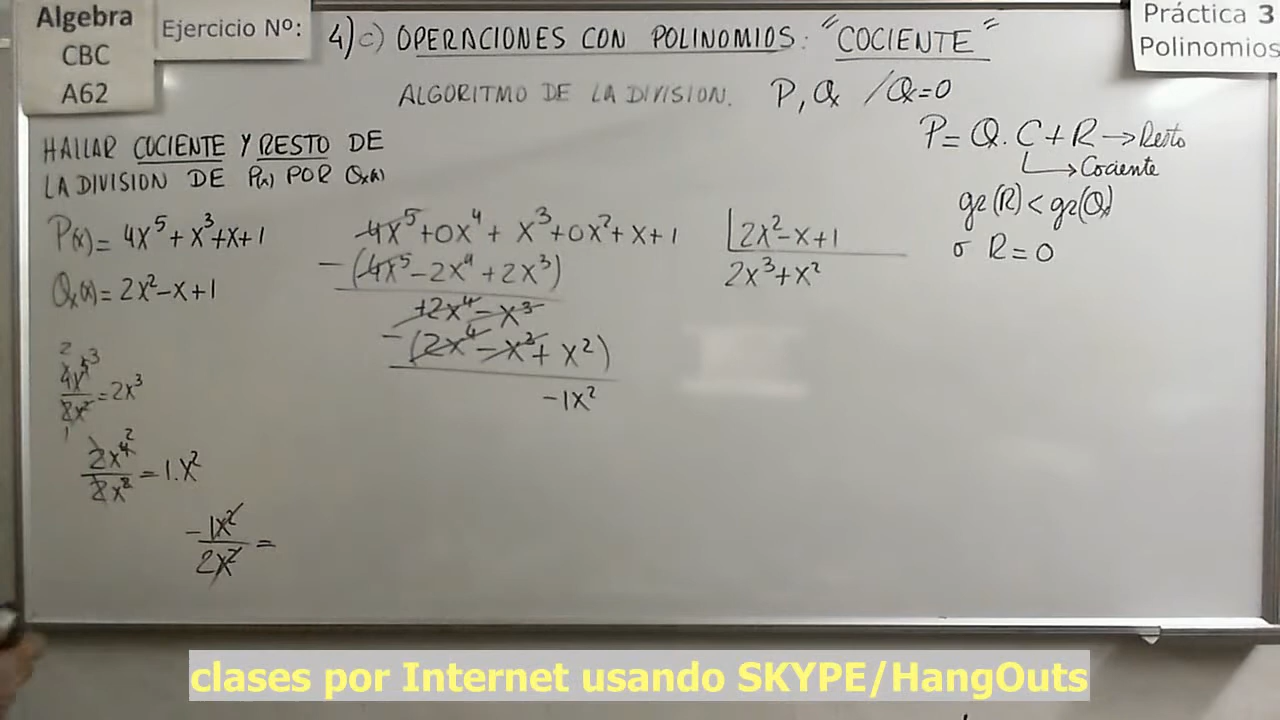 Algebra
CBC
A62
Ejercicio Nº:
4) c) OPERACIONES CON POLINOMIOS: "COCIENTE"
Práctica 3
Polinomios
ALGORITMO DE LA DIVISION. P, Q / Q=0
HALLAR COCIENTE Y RESTO DE
LA DIVISION DE P(x) POR Q(x)
P = Q . C + R → Resto
→ Cociente
gr(R) < gr(Q)
o R = 0
P(x) = 4x⁵ + x³ + x + 1
Q(x) = 2x² - x + 1
4x⁵ + 0x⁴ + x³ + 0x² + x + 1 |2x² - x + 1
- (4x⁵ - 2x⁴ + 2x³) 2x³ + x²
+2x⁴ - x³
- (2x⁴ - x³ + x²)
-1x²
2 3
4x⁵/2x² = 2x³
1
2x⁴/2x² = 1.x²
-1x²/2x² =
clases por Internet usando SKYPE/HangOuts